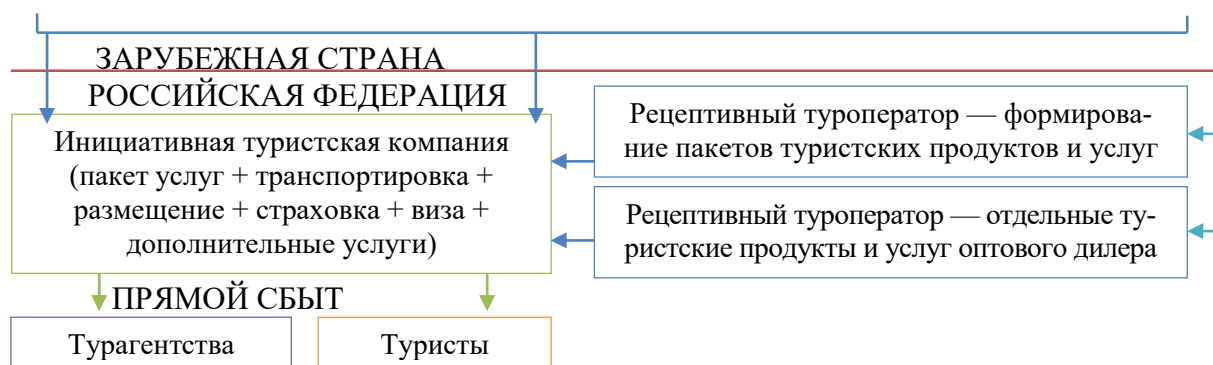 ЗАРУБЕЖНАЯ СТРАНА
РОССИЙСКАЯ ФЕДЕРАЦИЯ
Инициативная туристская компания
(пакет услуг + транспортировка +
размещение + страховка + виза +
дополнительные услуги)
Рецептивный туроператор — формирова-
ние пакетов туристских продуктов и услуг
Рецептивный туроператор — отдельные ту-
ристские продукты и услуг оптового дилера
ПРЯМОЙ СБЫТ
Турагентства
Туристы